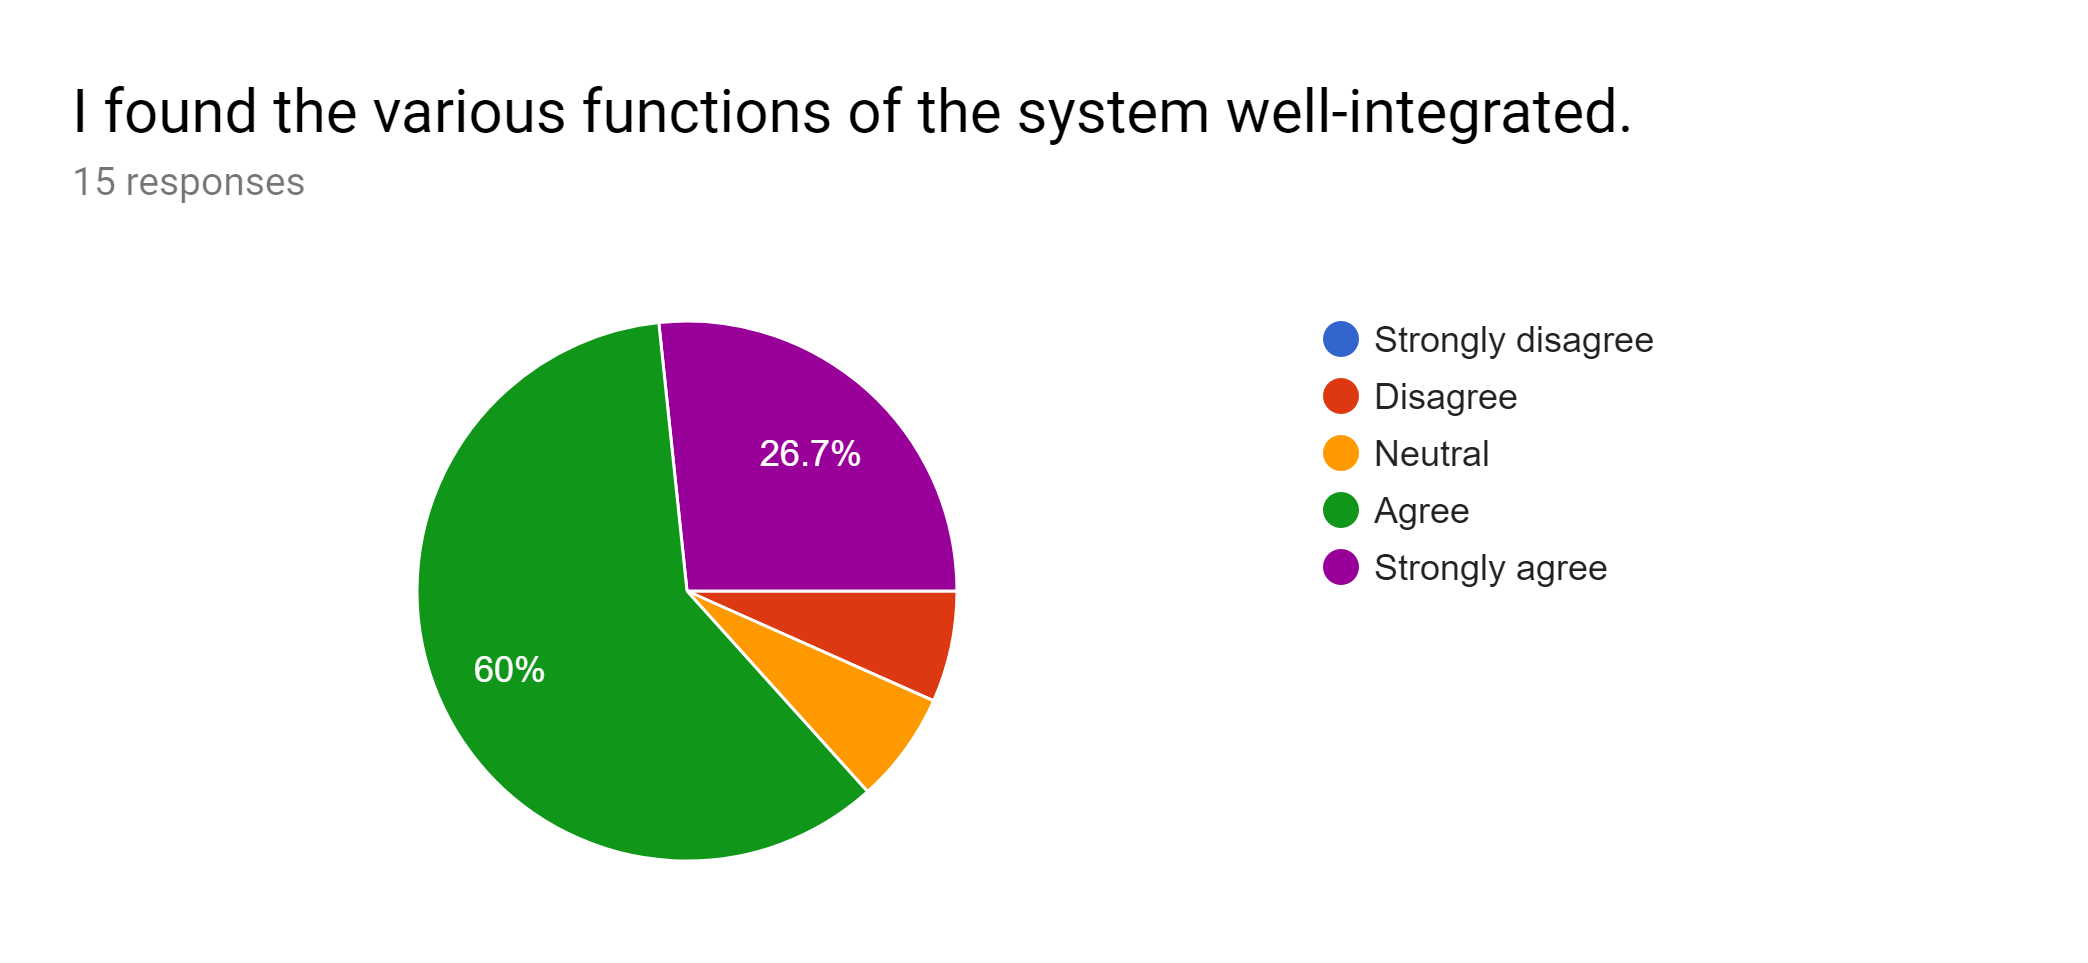 I found the various functions of the system well-integrated.
15 responses
Strongly disagree
Disagree
Neutral
Agree
Strongly agree
26.7%
60%